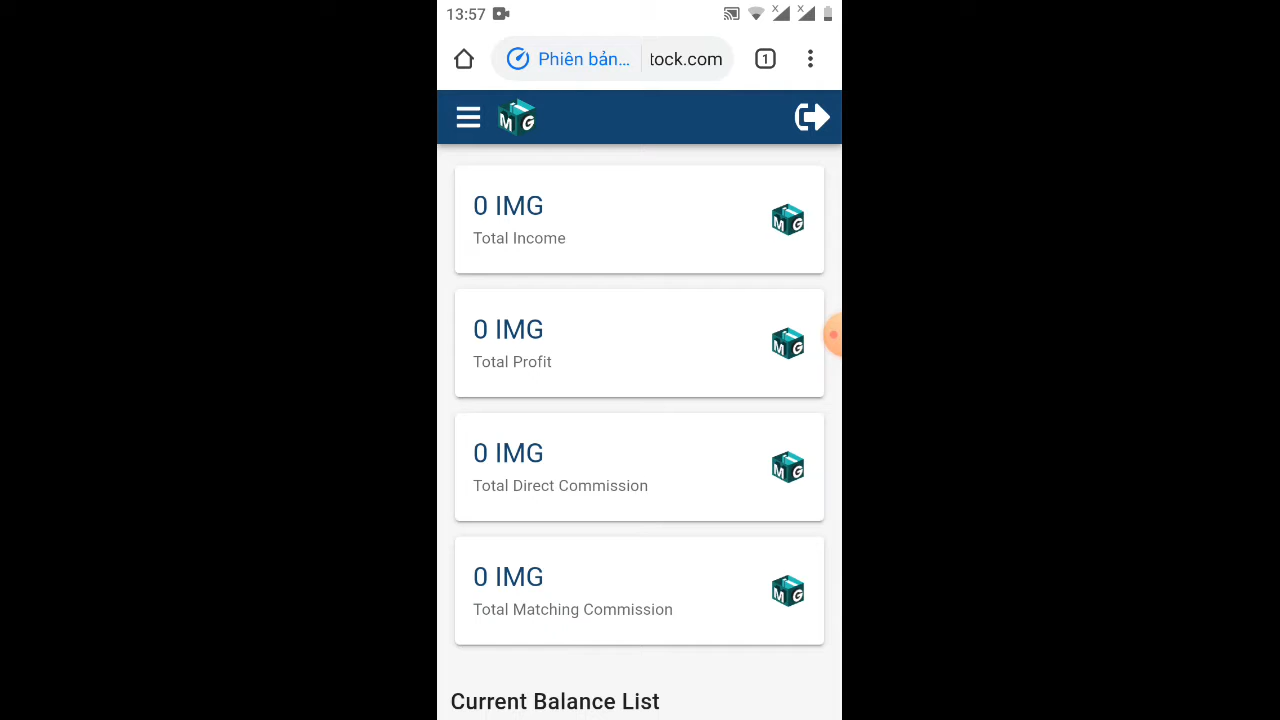 13:57
Phiên bản... tock.com 1
M G
0 IMG
Total Income
M G
0 IMG
Total Profit
M G
0 IMG
Total Direct Commission
M G
0 IMG
Total Matching Commission
M G
Current Balance List